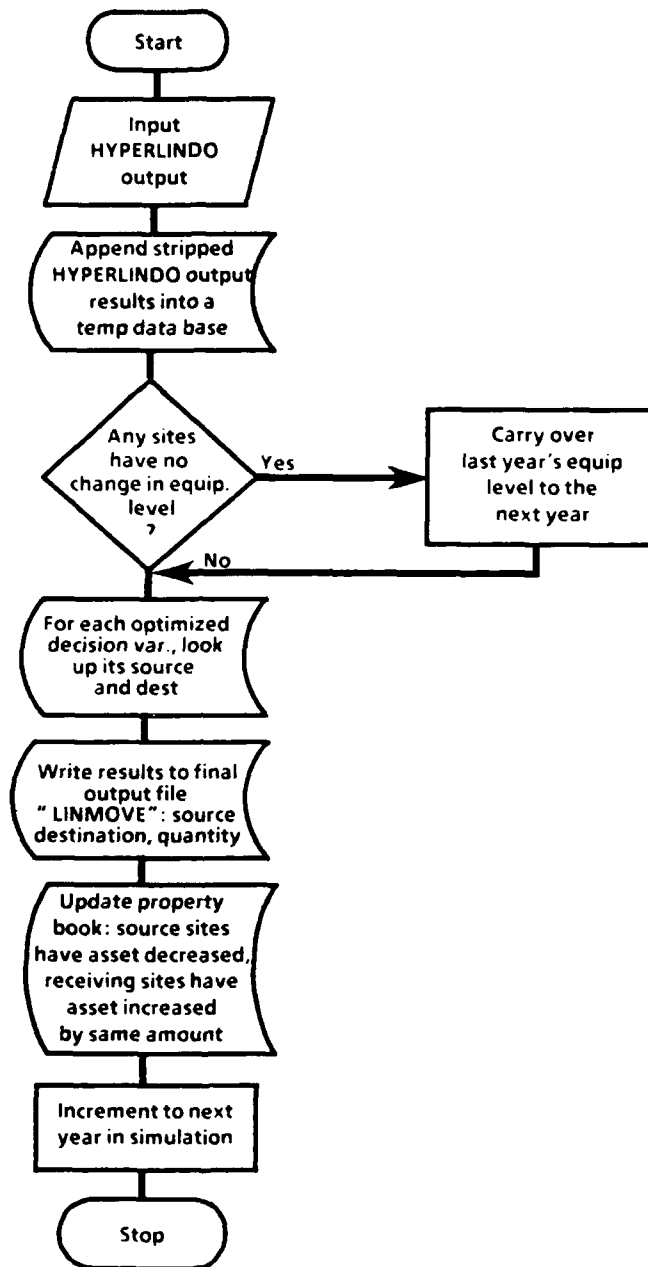 Start
Input
HYPERLINDO
output
Append stripped
HYPERLINDO output
results into a
temp data base
Any sites
have no
change in equip.
level
?
Yes
Carry over
last year's equip
level to the
next year
No
For each optimized
decision var., look
up its source
and dest
Write results to final
output file
" LINMOVE": source
destination, quantity
Update property
book: source sites
have asset decreased,
receiving sites have
asset increased
by same amount
Increment to next
year in simulation
Stop